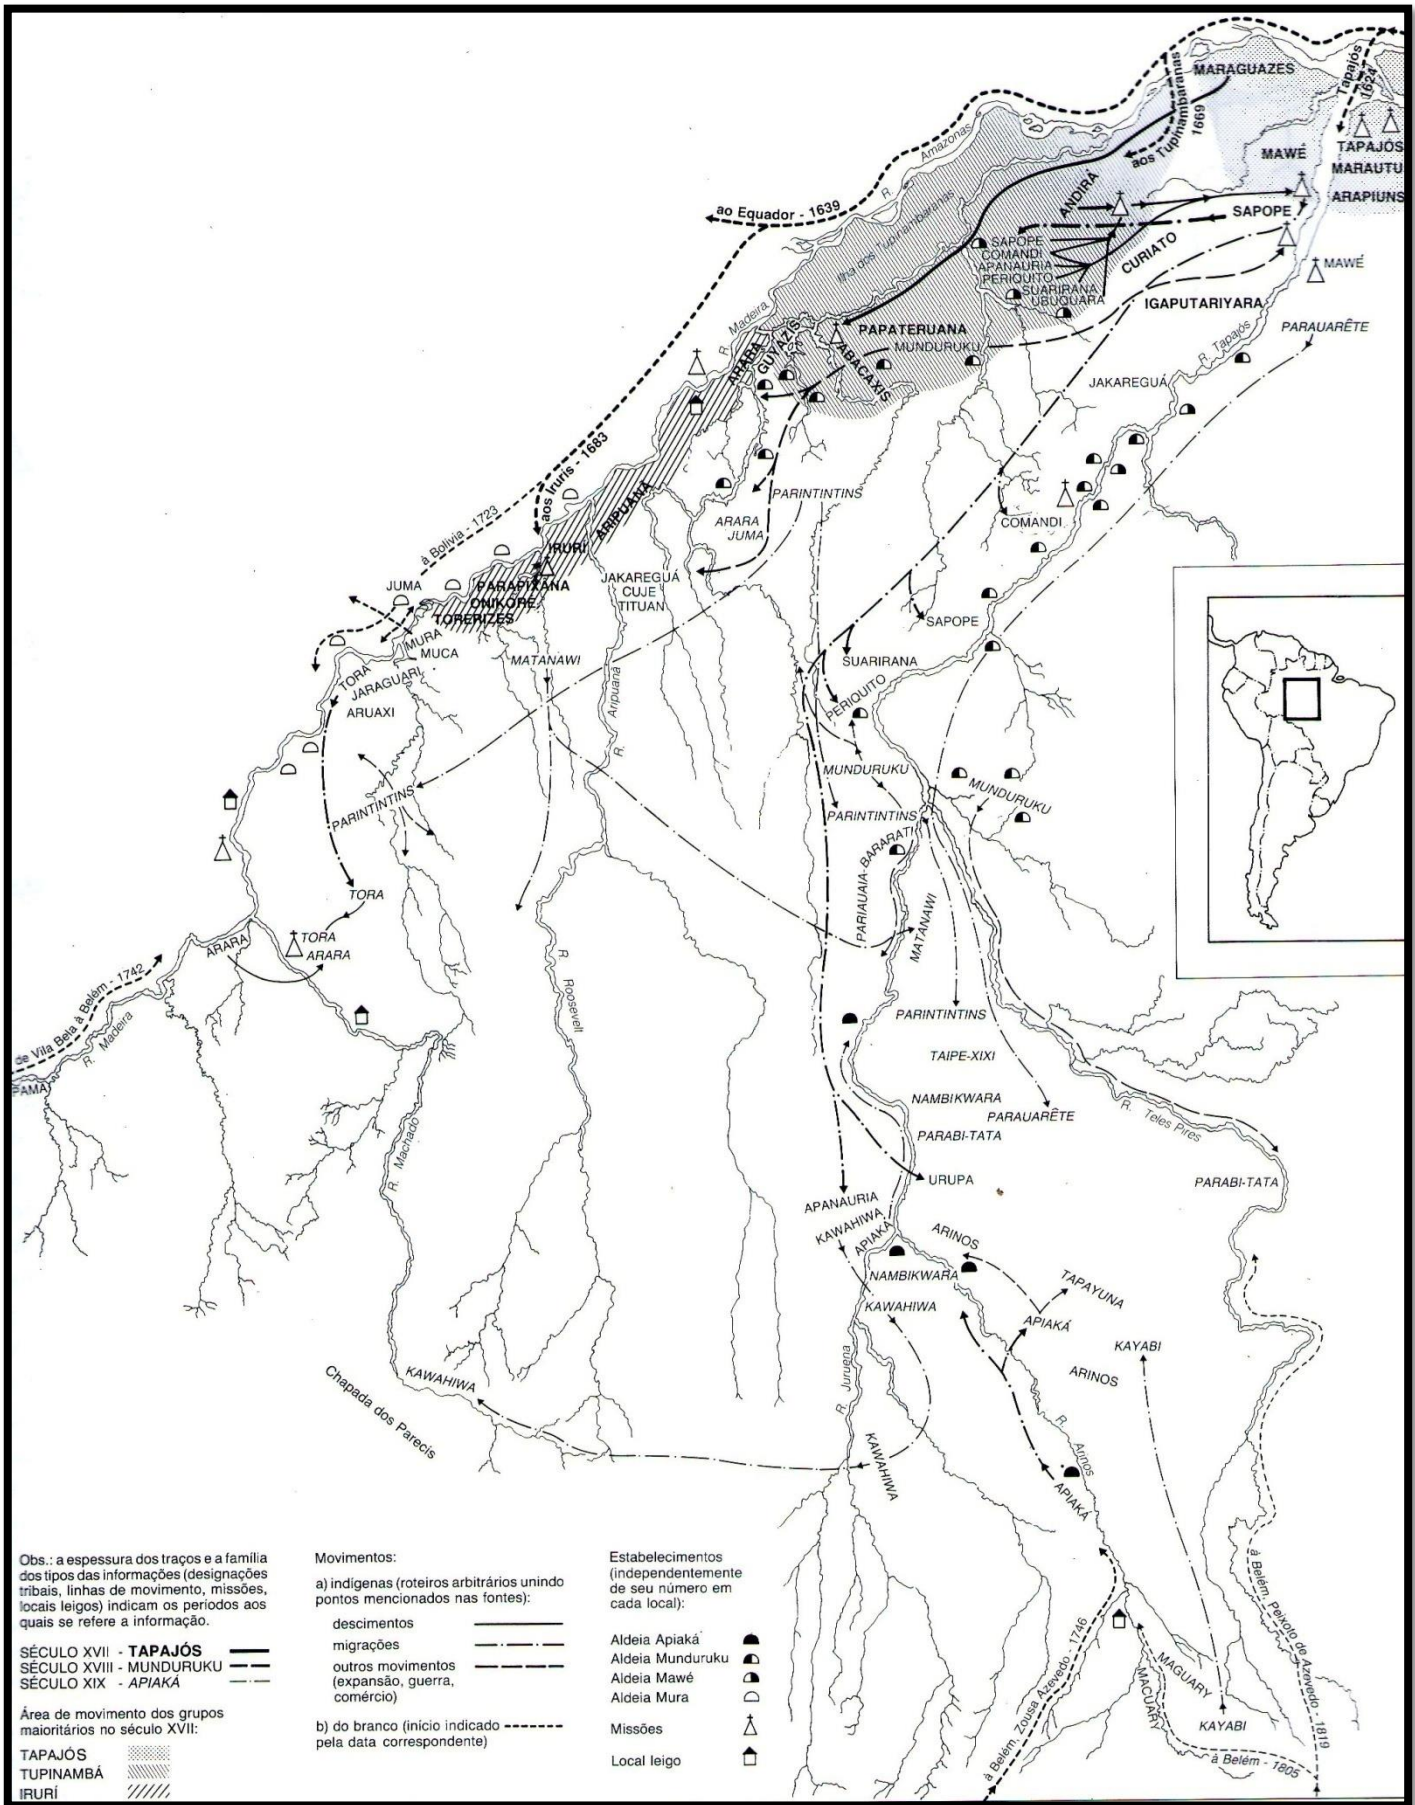 MARAGUAZES
Tapajós
1624
aos Tupinambaranas
1669
MAWÉ
TAPAJÓS
MARAUTU
ARAPIUNS
R. Amazonas
ANDIRÁ
SAPOPE
ao Equador - 1639
Ilha dos Tupinambaranas
SAPOPE
COMANDI
APANAURIA
PERIQUITO
SUARIRANA
UBUQUARA
CURIATO
MAWÉ
IGAPUTARIYARA
PARAUARÊTE
R. Madeira
ARARA
GUYAZIS
ABACAXIS
PAPATERUANA
MUNDURUKU
R. Tapajós
JAKAREGUÁ
aos Iruris - 1683
à Bolívia - 1723
ARIPUANÃ
IRURI
PARAPIXANA
ONIKORÉ
TORERIZES
PARINTINTINS
ARARA
JUMA
COMANDI
JUMA
JAKAREGUÁ
CUJE
TITUAN
MURA
MUCA
SAPOPE
MATANAWI
SUARIRANA
TORA
JARAGUARI
ARUAXI
R. Aripuanã
PERIQUITO
MUNDURUKU
MUNDURUKU
PARINTINTINS
PARINTINTINS
PARIAUAIA-BARARATI
MATANAWI
TORA
TORA
ARARA
ARARA
de Vila Bela à Belém - 1742
R. Madeira
PAMA
R. Roosevelt
PARINTINTINS
TAIPE-XIXI
NAMBIKWARA
PARAUARÊTE
PARABI-TATA
R. Teles Pires
R. Machado
URUPA
PARABI-TATA
APANAURIA
KAWAHIWA
APIAKÁ
ARINOS
NAMBIKWARA
KAWAHIWA
TAPAYUNA
APIAKÁ
KAYABI
ARINOS
KAWAHIWA
Chapada dos Parecis
R. Juruena
R. Arinos
KAWAHIWA
APIAKÁ
à Belém, Zousa Azevedo - 1746
MAGUARY
MACUARY
KAYABI
à Belém - 1805
à Belém, Peixoto de Azevedo - 1819
Obs.: a espessura dos traços e a família
dos tipos das informações (designações
tribais, linhas de movimento, missões,
locais leigos) indicam os períodos aos
quais se refere a informação.
SÉCULO XVII - TAPAJÓS
SÉCULO XVIII - MUNDURUKU
SÉCULO XIX - APIAKÁ
Área de movimento dos grupos
maioritários no século XVII:
TAPAJÓS
TUPINAMBÁ
IRURÍ
Movimentos:
a) indígenas (roteiros arbitrários unindo
pontos mencionados nas fontes):
descimentos
migrações
outros movimentos
(expansão, guerra,
comércio)
b) do branco (início indicado
pela data correspondente)
Estabelecimentos
(independentemente
de seu número em
cada local):
Aldeia Apiaká
Aldeia Munduruku
Aldeia Mawé
Aldeia Mura
Missões
Local leigo